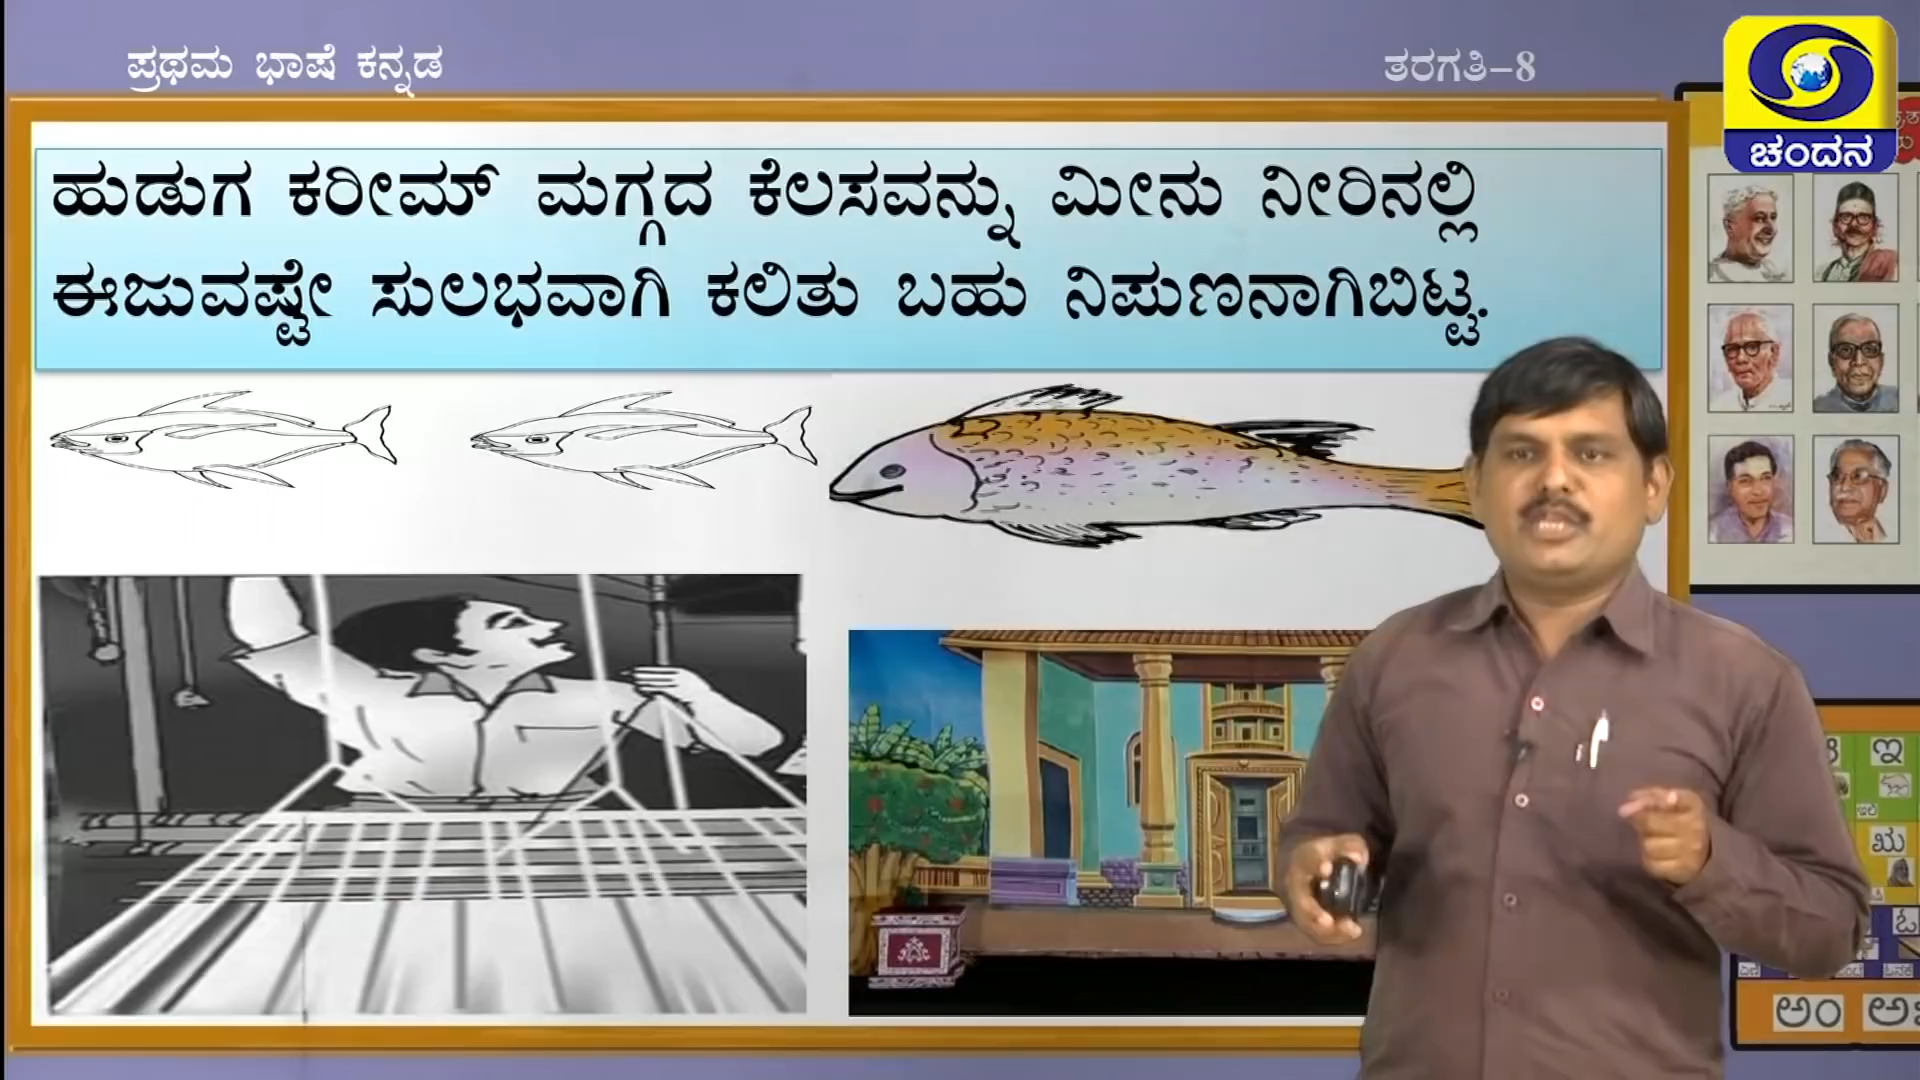 ಪ್ರಥಮ ಭಾಷೆ ಕನ್ನಡ
ತರಗತಿ-8
ಚಂದನ
ಹುಡುಗ ಕರೀಮ್ ಮಗ್ಗದ ಕೆಲಸವನ್ನು ಮೀನು ನೀರಿನಲ್ಲಿ
ಈಜುವಷ್ಟೇ ಸುಲಭವಾಗಿ ಕಲಿತು ಬಹು ನಿಪುಣನಾಗಿಬಿಟ್ಟ.
ಇ
ಋ
ಓ
ಅಂ